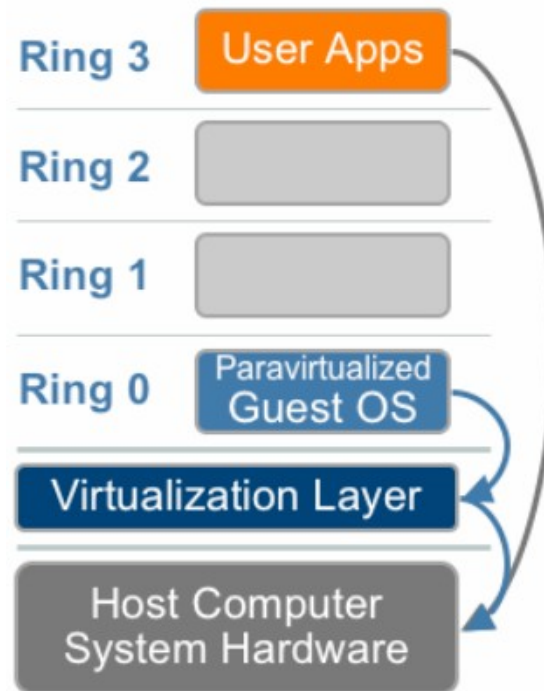 Ring 3
User Apps
Ring 2
Ring 1
Ring 0
Paravirtualized
Guest OS
Virtualization Layer
Host Computer
System Hardware